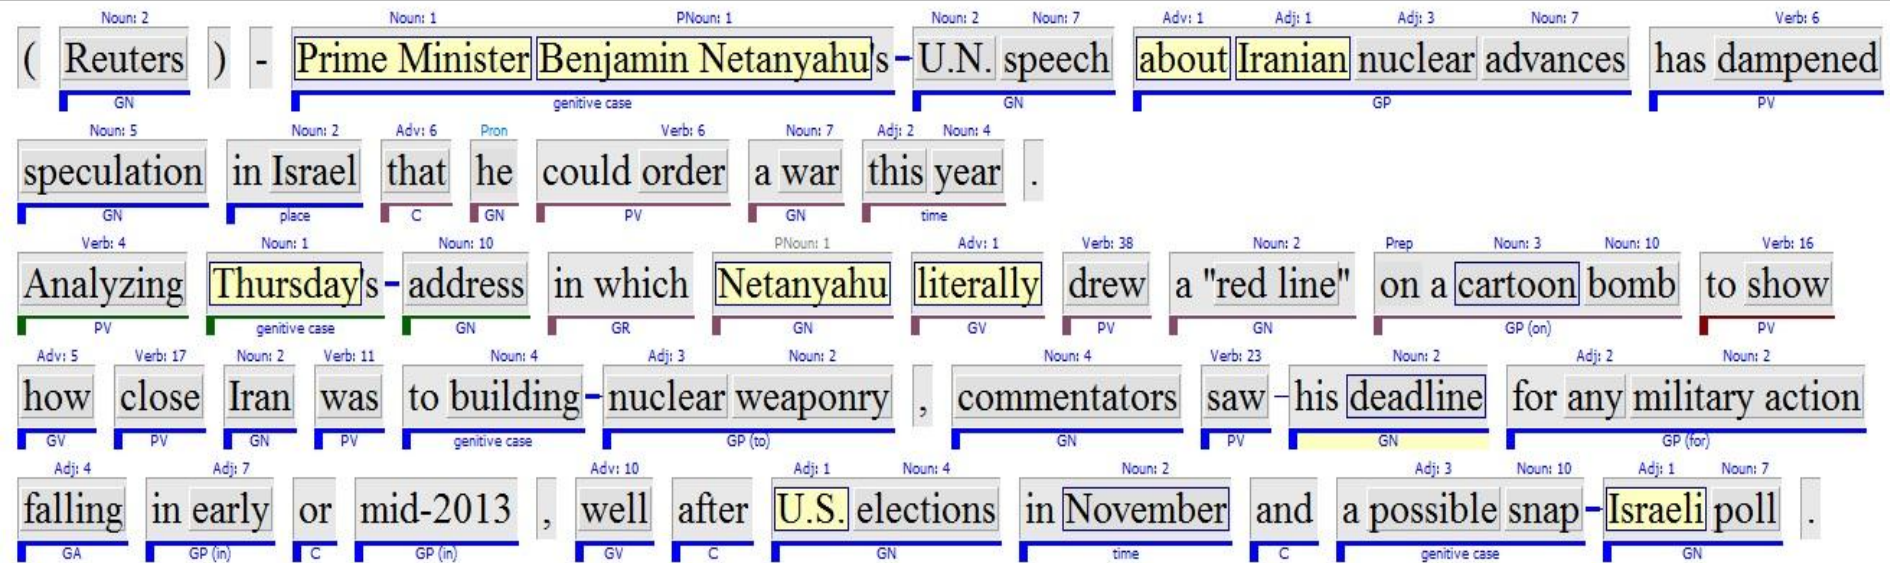 Noun: 2 Noun: 1 PNoun: 1 Noun: 2 Noun: 7 Adv: 1 Adj: 1 Adj: 3 Noun: 7 Verb: 6
( Reuters ) - Prime Minister Benjamin Netanyahu's U.N. speech about Iranian nuclear advances has dampened
GN genitive case GN GP PV
Noun: 5 Noun: 2 Adv: 6 Pron Verb: 6 Noun: 7 Adj: 2 Noun: 4
speculation in Israel that he could order a war this year .
GN place C GN PV GN time
Verb: 4 Noun: 1 Noun: 10 PNoun: 1 Adv: 1 Verb: 38 Noun: 2 Prep Noun: 3 Noun: 10 Verb: 16
Analyzing Thursday's address in which Netanyahu literally drew a "red line" on a cartoon bomb to show
PV genitive case GN GR GN GV PV GN GP (on) PV
Adv: 5 Verb: 17 Noun: 2 Verb: 11 Noun: 4 Adj: 3 Noun: 2 Noun: 4 Verb: 23 Noun: 2 Adj: 2 Noun: 2
how close Iran was to building nuclear weaponry , commentators saw his deadline for any military action
GV PV GN PV genitive case GP (to) GN PV GN GP (for)
Adj: 4 Adj: 7 Adv: 10 Adj: 1 Noun: 4 Noun: 2 Adj: 3 Noun: 10 Adj: 1 Noun: 7
falling in early or mid-2013 , well after U.S. elections in November and a possible snap Israeli poll .
GA GP (in) C GP (in) GV C GN time C genitive case GN